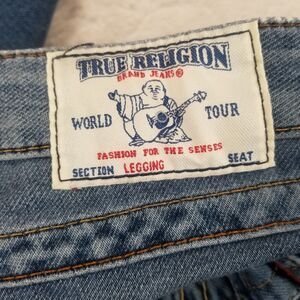 TRUE RELIGION
BRAND JEANS®
WORLD TOUR
FASHION FOR THE SENSES
SECTION LEGGING SEAT